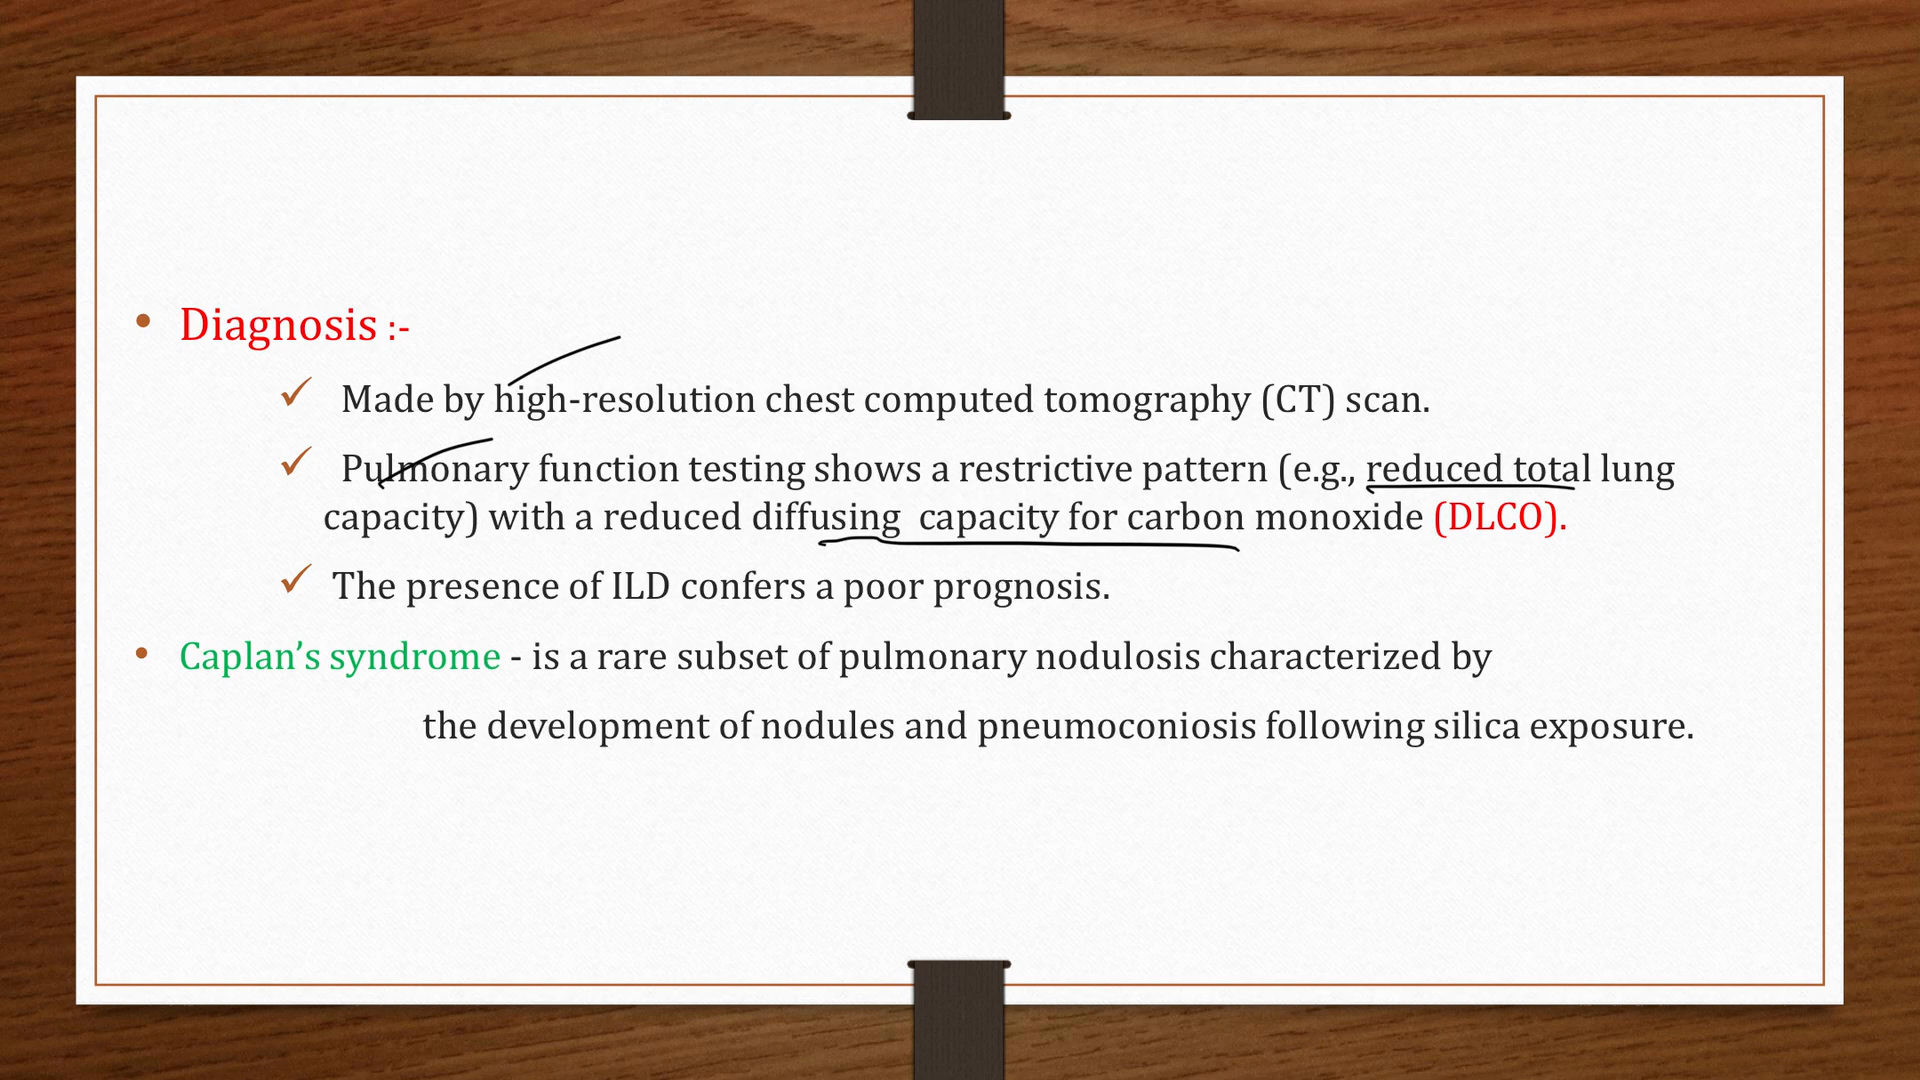 Diagnosis :-
Made by high-resolution chest computed tomography (CT) scan.
Pulmonary function testing shows a restrictive pattern (e.g., reduced total lung
capacity) with a reduced diffusing capacity for carbon monoxide (DLCO).
The presence of ILD confers a poor prognosis.
Caplan’s syndrome - is a rare subset of pulmonary nodulosis characterized by
the development of nodules and pneumoconiosis following silica exposure.